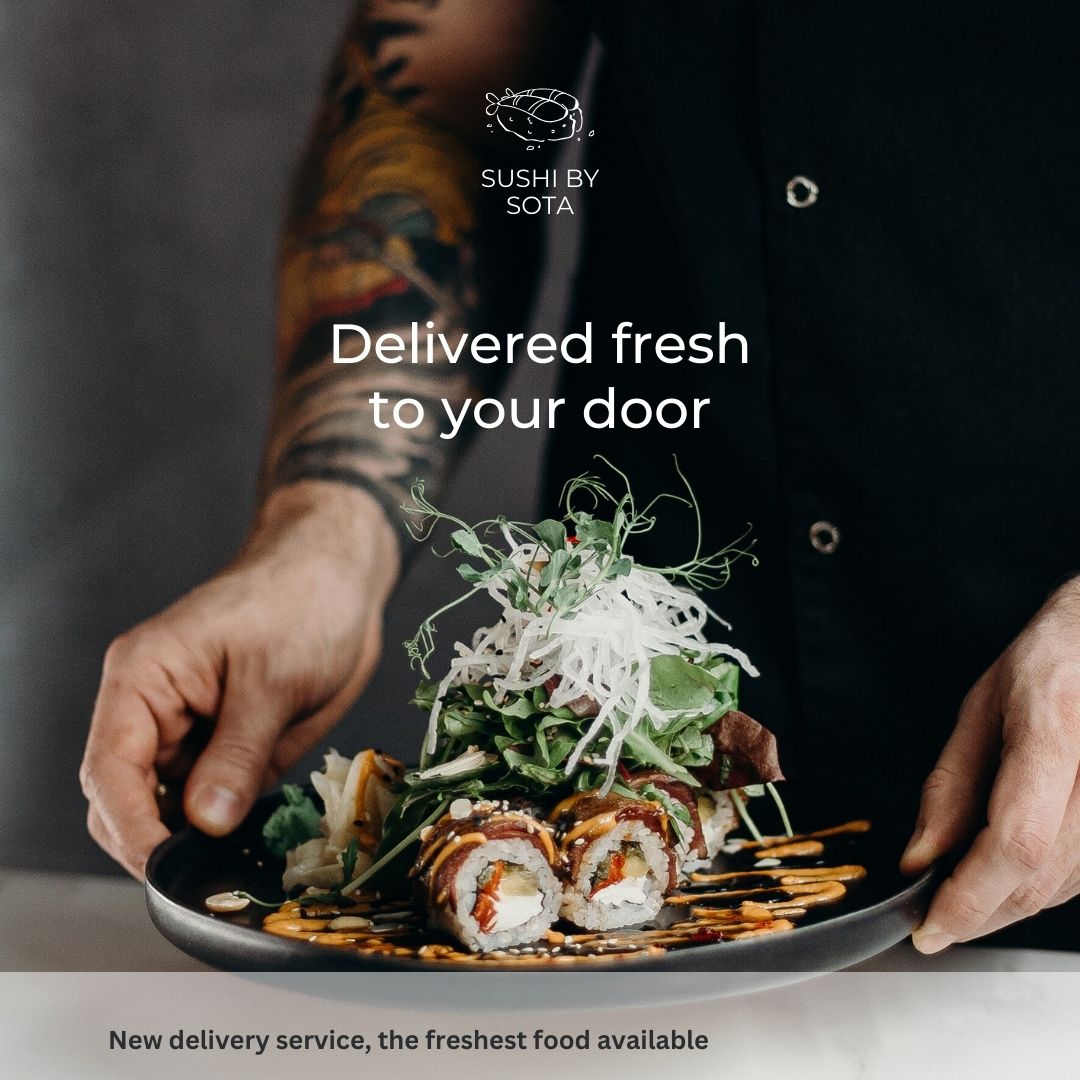 SUSHI BY
SOTA
Delivered fresh
to your door
New delivery service, the freshest food available